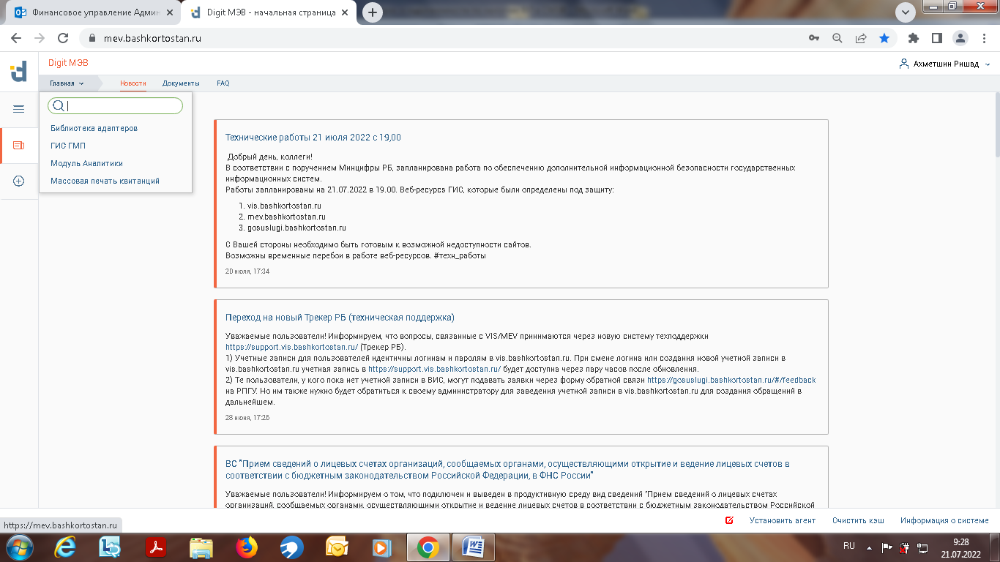 Финансовое управление Админ
Digit МЭВ - начальная страница
mev.bashkortostan.ru
Digit МЭВ
Ахметшин Ришад
Главная
Новости
Документы
FAQ
Библиотека адаптеров
ГИС ГМП
Модуль Аналитики
Массовая печать квитанций
Технические работы 21 июля 2022 с 19,00
Добрый день, коллеги!
В соответствии с поручением Минцифры РБ, запланирована работа по обеспечению дополнительной информационной безопасности государственных
информационных систем.
Работы запланированы на 21.07.2022 в 19.00. Веб-ресурсв ГИС, которые были определены под защиту:
1. vis.bashkortostan.ru
2. mev.bashkortostan.ru
3. gosuslugi.bashkortostan.ru
С Вашей стороны необходимо быть готовым к возможной недоступности сайтов.
Возможны временные перебои в работе веб-ресурсов. #техн_работы
20 июля, 17:34
Переход на новый Трекер РБ (техническая поддержка)
Уважаемые пользователи! Информируем, что вопросы, связанные с VIS/MEV принимаются через новую систему техподдержки
https://support.vis.bashkortostan.ru/ (Трекер РБ).
1) Учетные записи для пользователей идентичны логинам и паролям в vis.bashkortostan.ru. При смене логина или создания новой учетной записи в
vis.bashkortostan.ru учетная запись в https://support.vis.bashkortostan.ru/ будет доступна через пару часов после обновления.
2) Те пользователи, у кого пока нет учетной записи в ВИС, могут подавать заявки через форму обратной связи https://gosuslugi.bashkortostan.ru/#/feedback
на РПГУ. Но им также нужно будет обратиться к своему администратору для заведения учетной записи в vis.bashkortostan.ru для создания обращений в
дальнейшем.
28 июня, 17:26
ВС "Прием сведений о лицевых счетах организаций, сообщаемых органами, осуществляющими открытие и ведение лицевых счетов в
соответствии с бюджетным законодательством Российской Федерации, в ФНС России"
Уважаемые пользователи! Информируем о том, что подключен и выведен в продуктивную среду вид сведений "Прием сведений о лицевых счетах
организаций, сообщаемых органами, осуществляющими открытие и ведение лицевых счетов в соответствии с бюджетным законодательством Российской
https://mev.bashkortostan.ru
Установить агент
Очистить кэш
Информация о системе
RU
9:28
21.07.2022